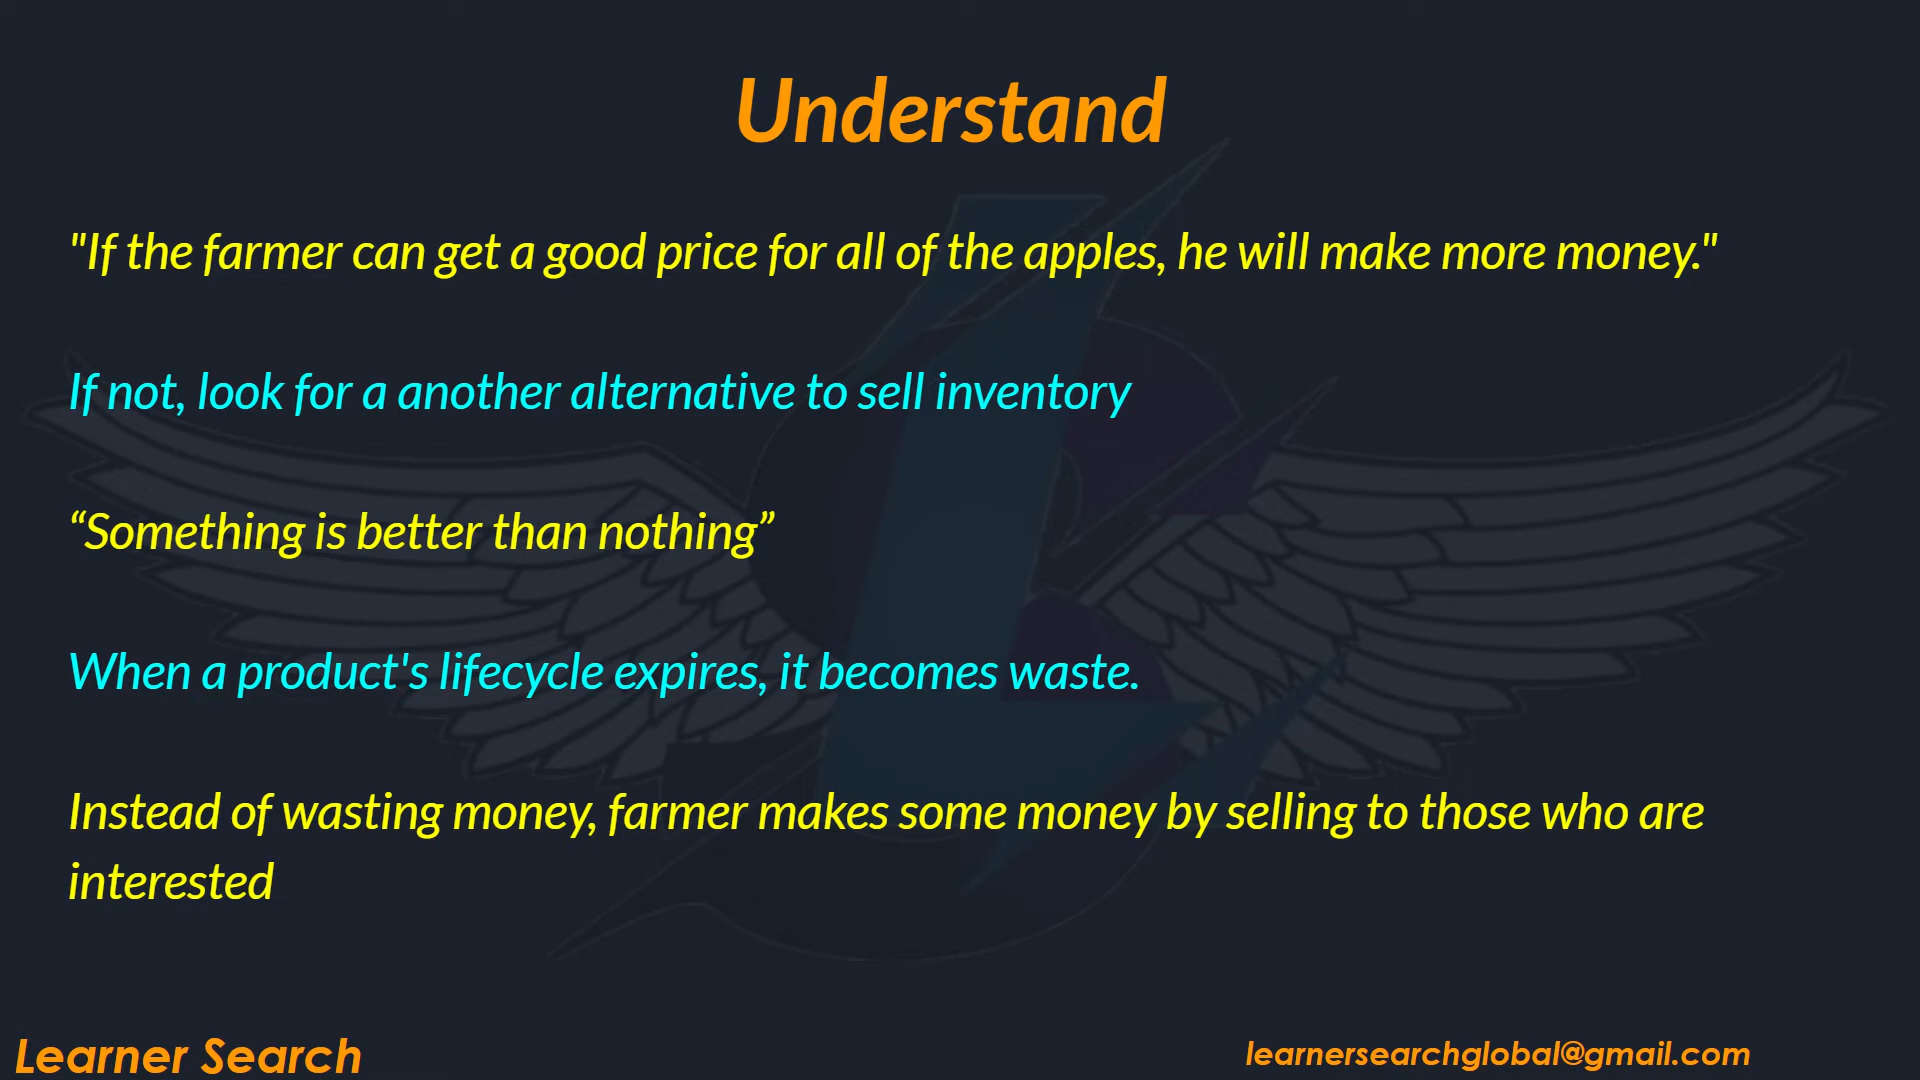 Understand
"If the farmer can get a good price for all of the apples, he will make more money."
If not, look for a another alternative to sell inventory
“Something is better than nothing”
When a product's lifecycle expires, it becomes waste.
Instead of wasting money, farmer makes some money by selling to those who are
interested
Learner Search
learnersearchglobal@gmail.com